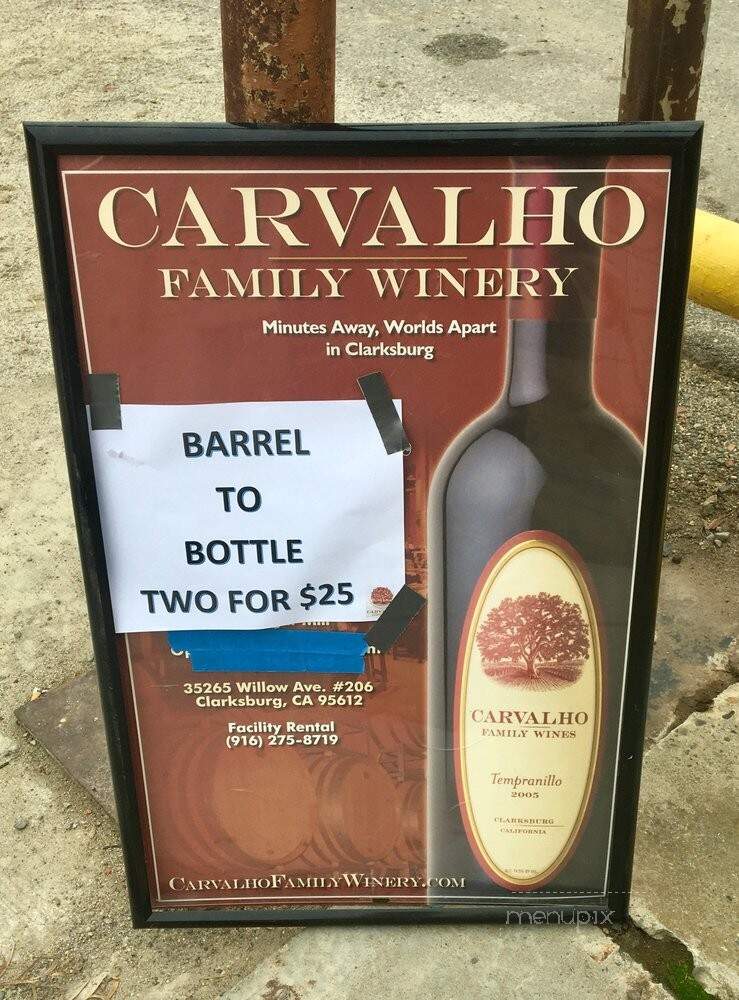 CARVALHO
FAMILY WINERY
Minutes Away, Worlds Apart
in Clarksburg
BARREL
TO
BOTTLE
TWO FOR $25
35265 Willow Ave. #206
Clarksburg, CA 95612
Facility Rental
(916) 275-8719
CARVALHO
FAMILY WINES
Tempranillo
2005
CLARKSBURG
CALIFORNIA
CARVALHOFAMILYWINERY.COM
menupix